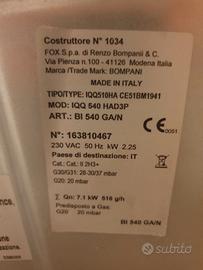 Costruttore N° 1034
FOX S.p.a. di Renzo Bompani & C.
Via Pienza n.100 - 41126 Modena Italia
Marca /Trade Mark: BOMPANI
MADE IN ITALY
TIPO/TYPE: IQQ510HA CE51BM1941
MOD: IQQ 540 HAD3P
ART.: BI 540 GA/N
N° 163810467
230 VAC 50 Hz kW 2.25
Paese di destinazione: IT
Cat.: Cat.: II 2H3+
G30/G31: 28-30/37 mbar
G20: 20 mbar
CE 0051
Qn: 7.1 kW 516 g/h
Predisposto a Gas:
G20 20 mbar
BI 540 GA/N
subito